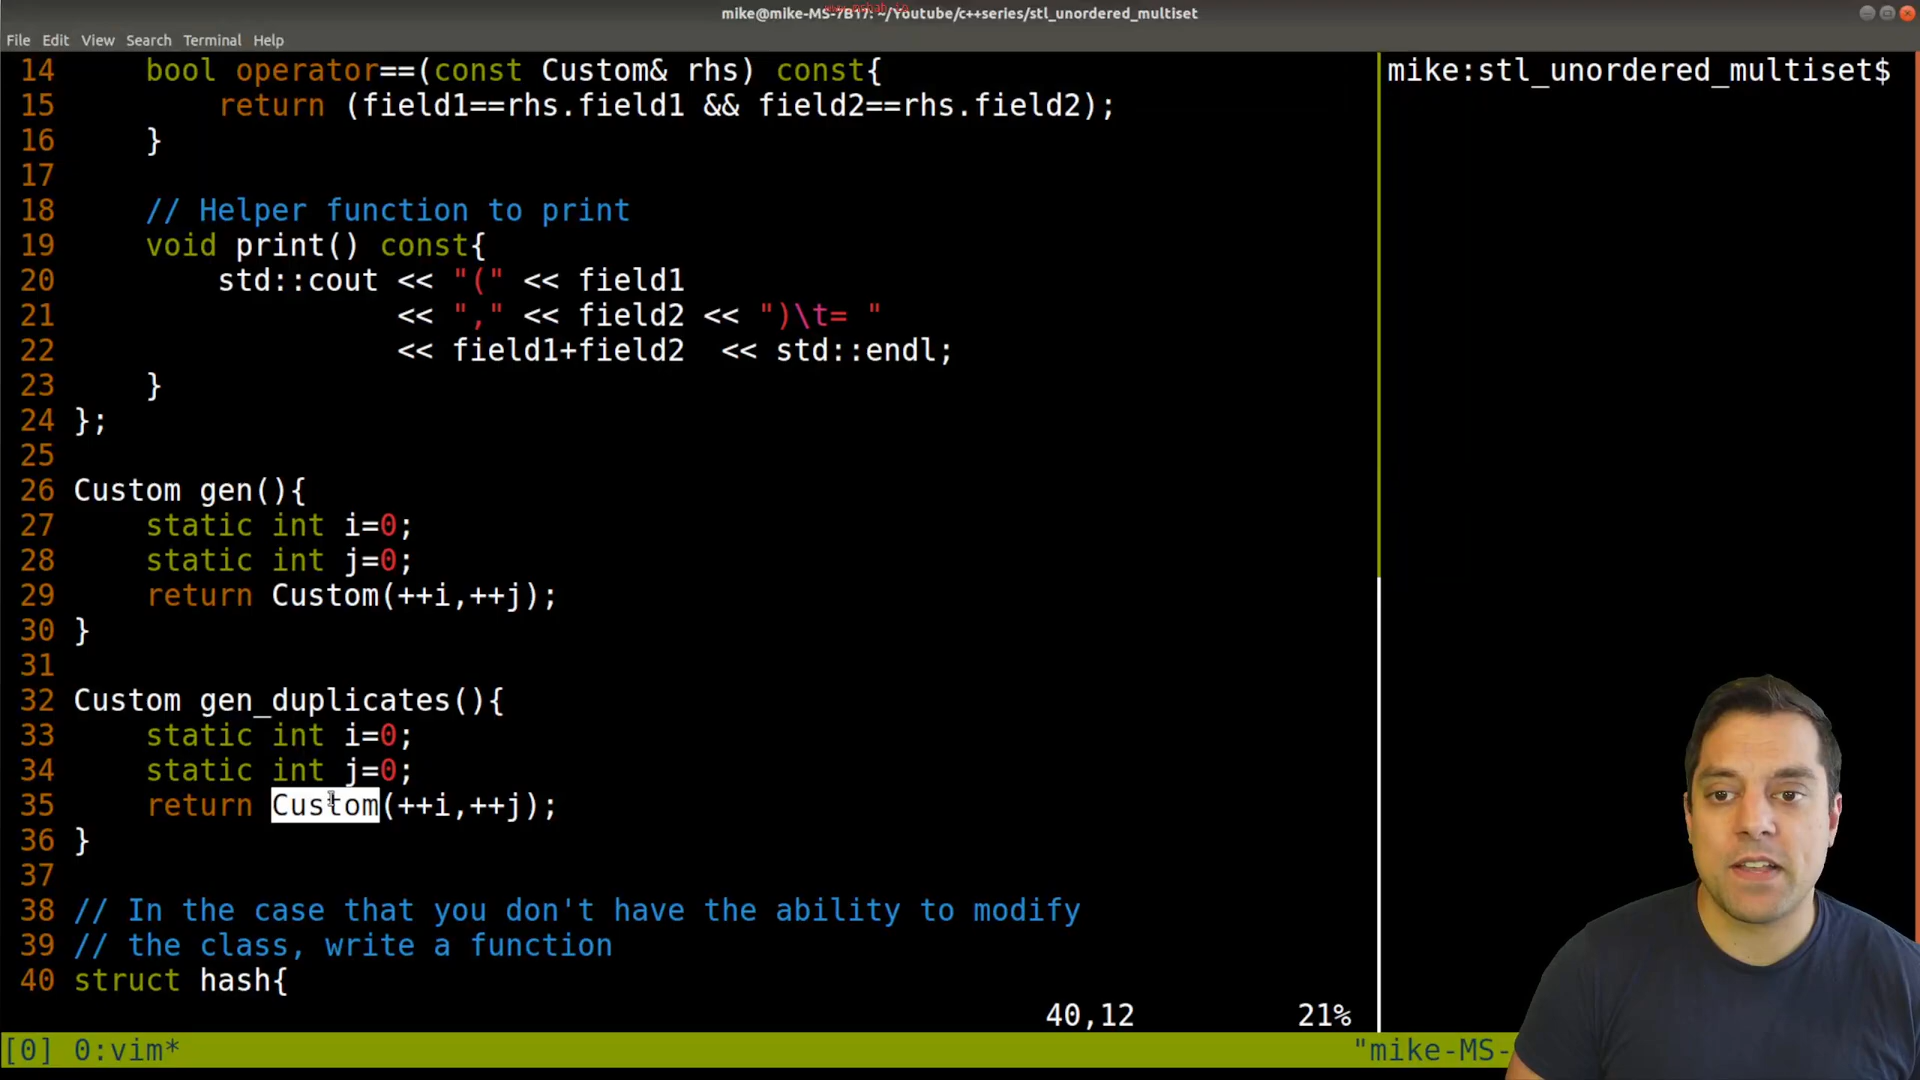 www.mshah.io
mike@mike-MS-7B17: ~/Youtube/c++series/stl_unordered_multiset
File Edit View Search Terminal Help
14     bool operator==(const Custom& rhs) const{
15         return (field1==rhs.field1 && field2==rhs.field2);
16     }
17
18     // Helper function to print
19     void print() const{
20         std::cout << "(" << field1
21                   << "," << field2 << ")\t= "
22                   << field1+field2  << std::endl;
23     }
24 };
25
26 Custom gen(){
27     static int i=0;
28     static int j=0;
29     return Custom(++i,++j);
30 }
31
32 Custom gen_duplicates(){
33     static int i=0;
34     static int j=0;
35     return Custom(++i,++j);
36 }
37
38 // In the case that you don't have the ability to modify
39 // the class, write a function
40 struct hash{
40,12 21%
mike:stl_unordered_multiset$
[0] 0:vim* "mike-MS-